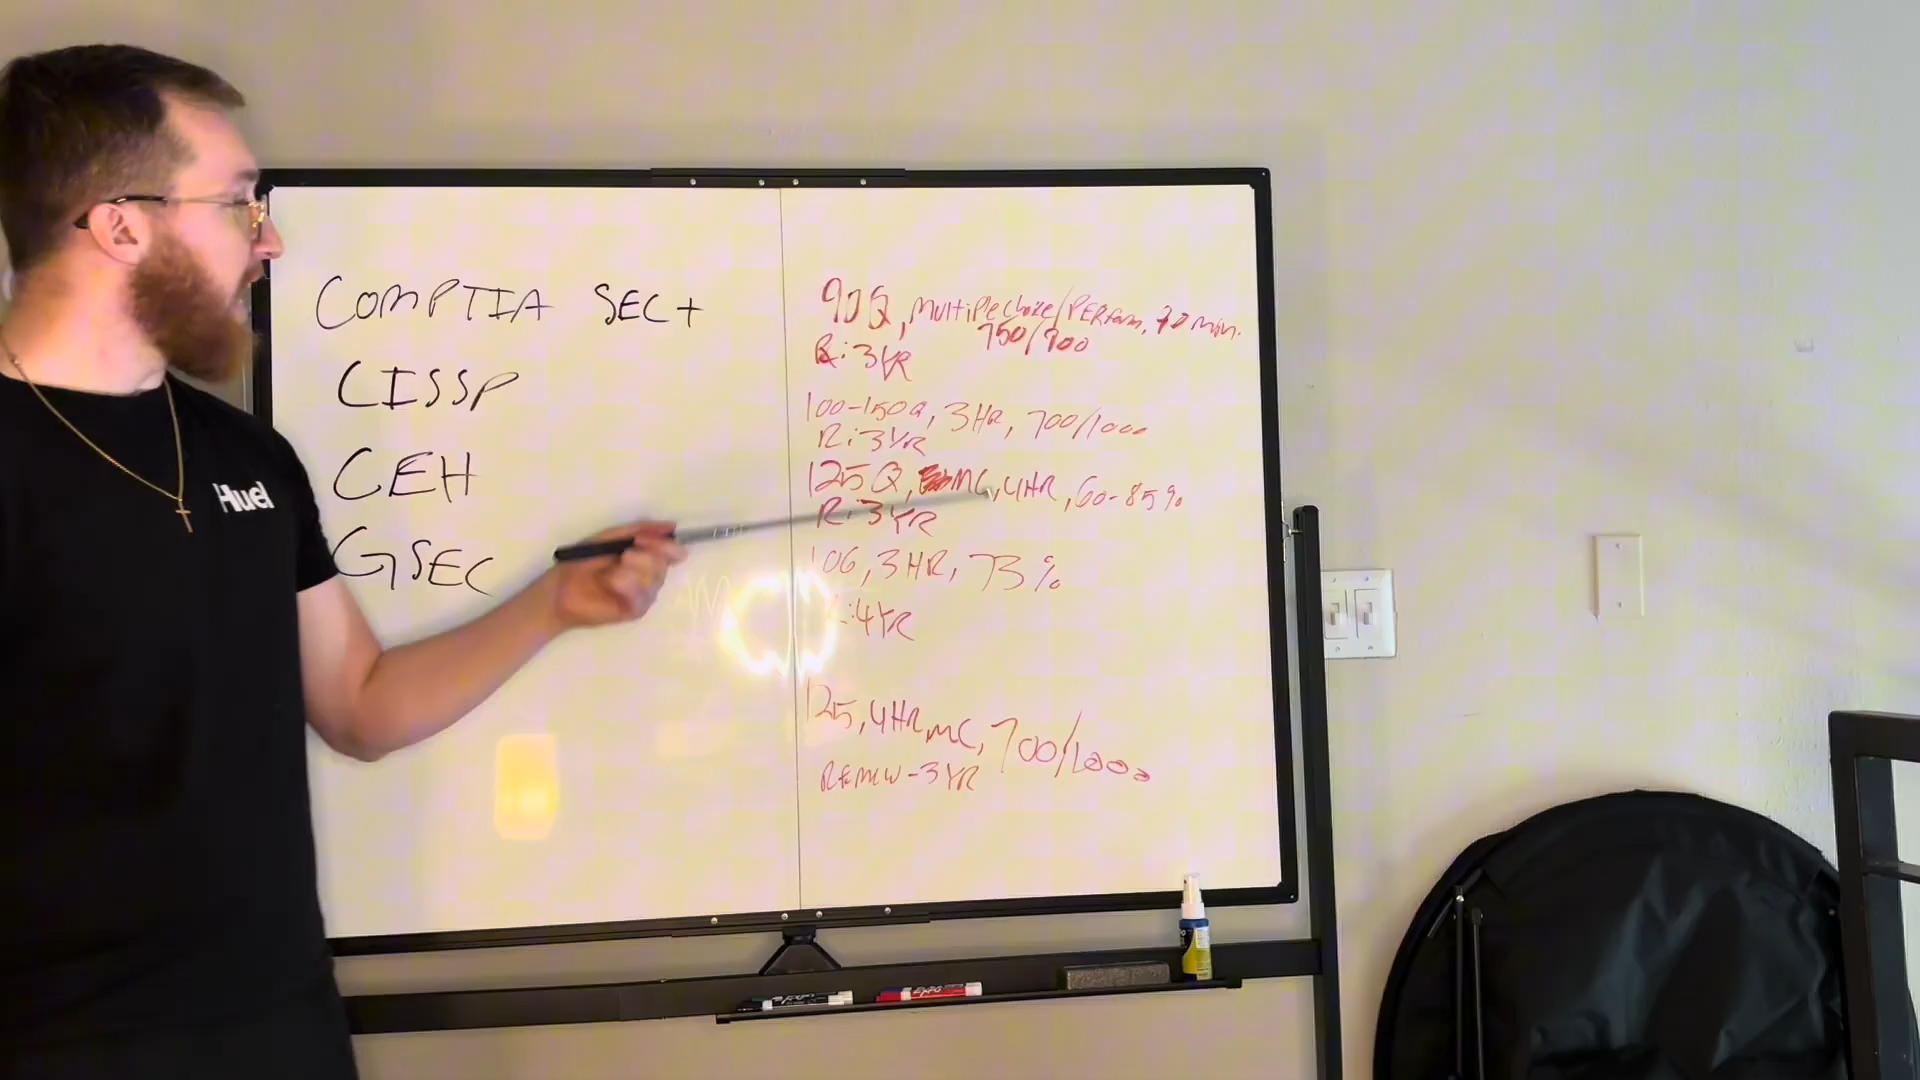 COMPTIA SEC+
CISSP
CEH
GSEC
90Q, multiple choice/PERform, 90 min.
750/900
R:3YR
100-150Q, 3HR, 700/1000
R:3YR
125Q, MC, 4HR, 60-85%
R:3YR
106, 3HR, 73%
:4YR
125, 4HR, MC, 700/1000
RENEW-3YR
Huel
EXPO
EXPO